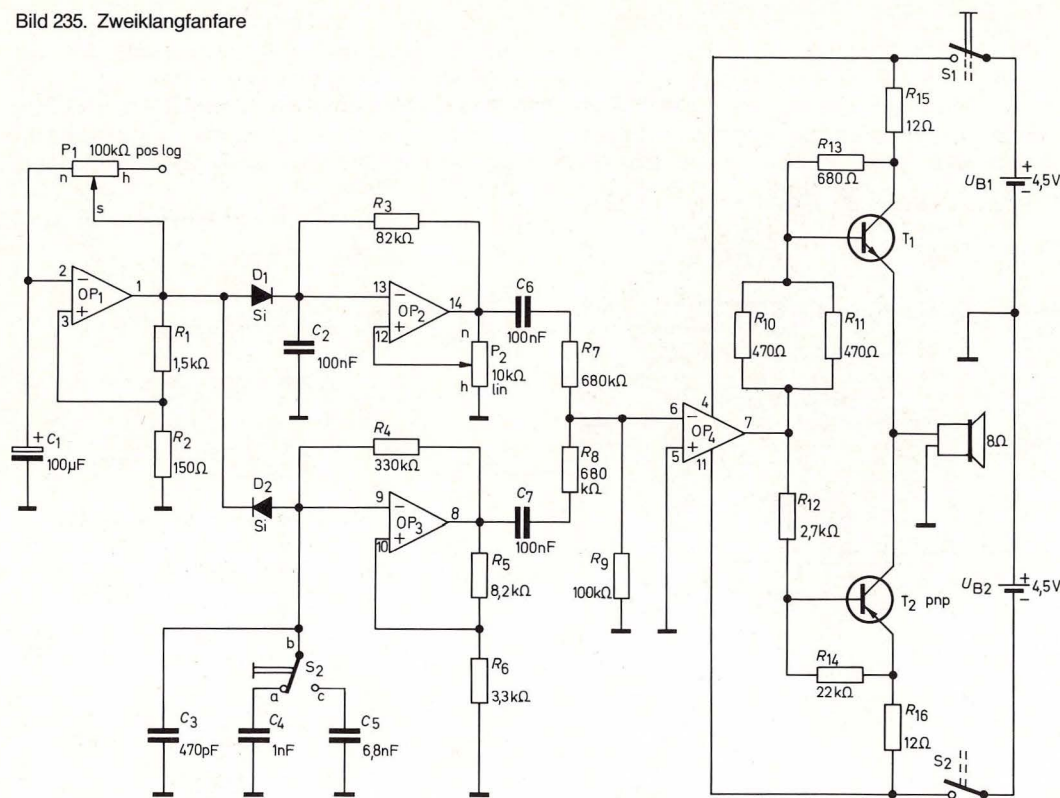 Bild 235. Zweiklangfanfare
S1
R15
12Ω
P1 100kΩ pos log
n h
s
R13
680Ω
+
UB1 4,5V
−
R3
82kΩ
T1
2 −
OP1 1
3 +
D1
Si
13 −
OP2 14
12 +
C6
100nF
n
P2
10kΩ
h lin
R1
1,5kΩ
C2
100nF
R7
680kΩ
R10
470Ω
R11
470Ω
+
C1
100µF
R2
150Ω
R4
330kΩ
6 − 4
OP4 7
5 + 11
8Ω
D2
Si
9 −
OP3 8
10 +
C7
100nF
R8
680
kΩ
R12
2,7kΩ
R5
8,2kΩ
R9
100kΩ
T2 pnp
+
UB2 4,5V
−
b
S2
a c
R6
3,3kΩ
R14
22kΩ
C3
470pF
C4
1nF
C5
6,8nF
R16
12Ω
S2